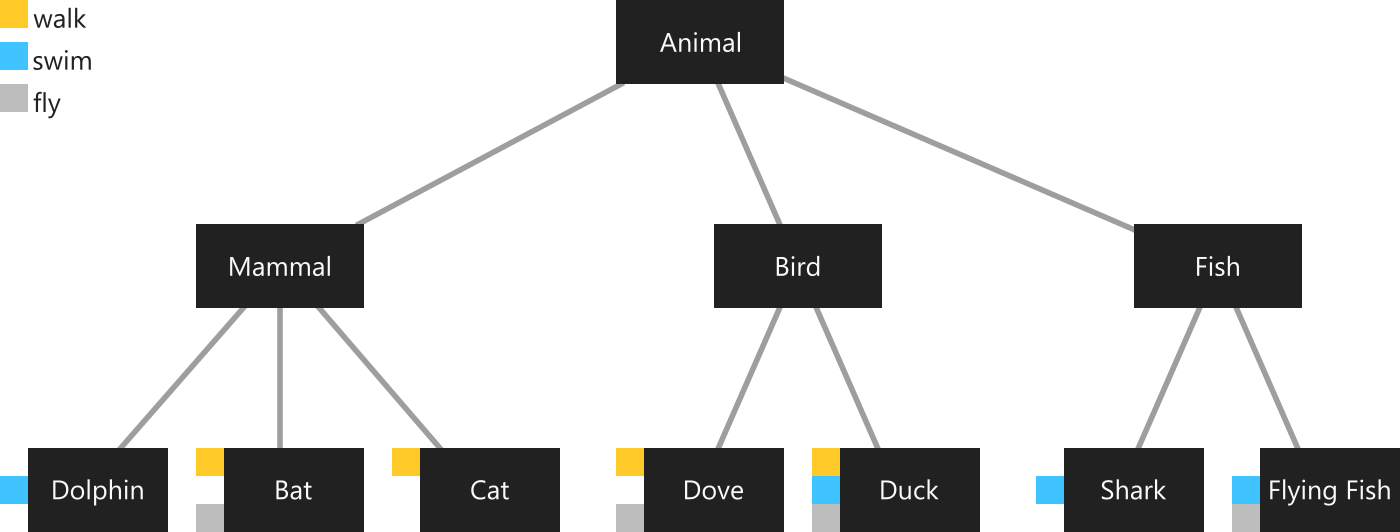 walk
swim
fly
Animal
Mammal
Bird
Fish
Dolphin
Bat
Cat
Dove
Duck
Shark
Flying Fish